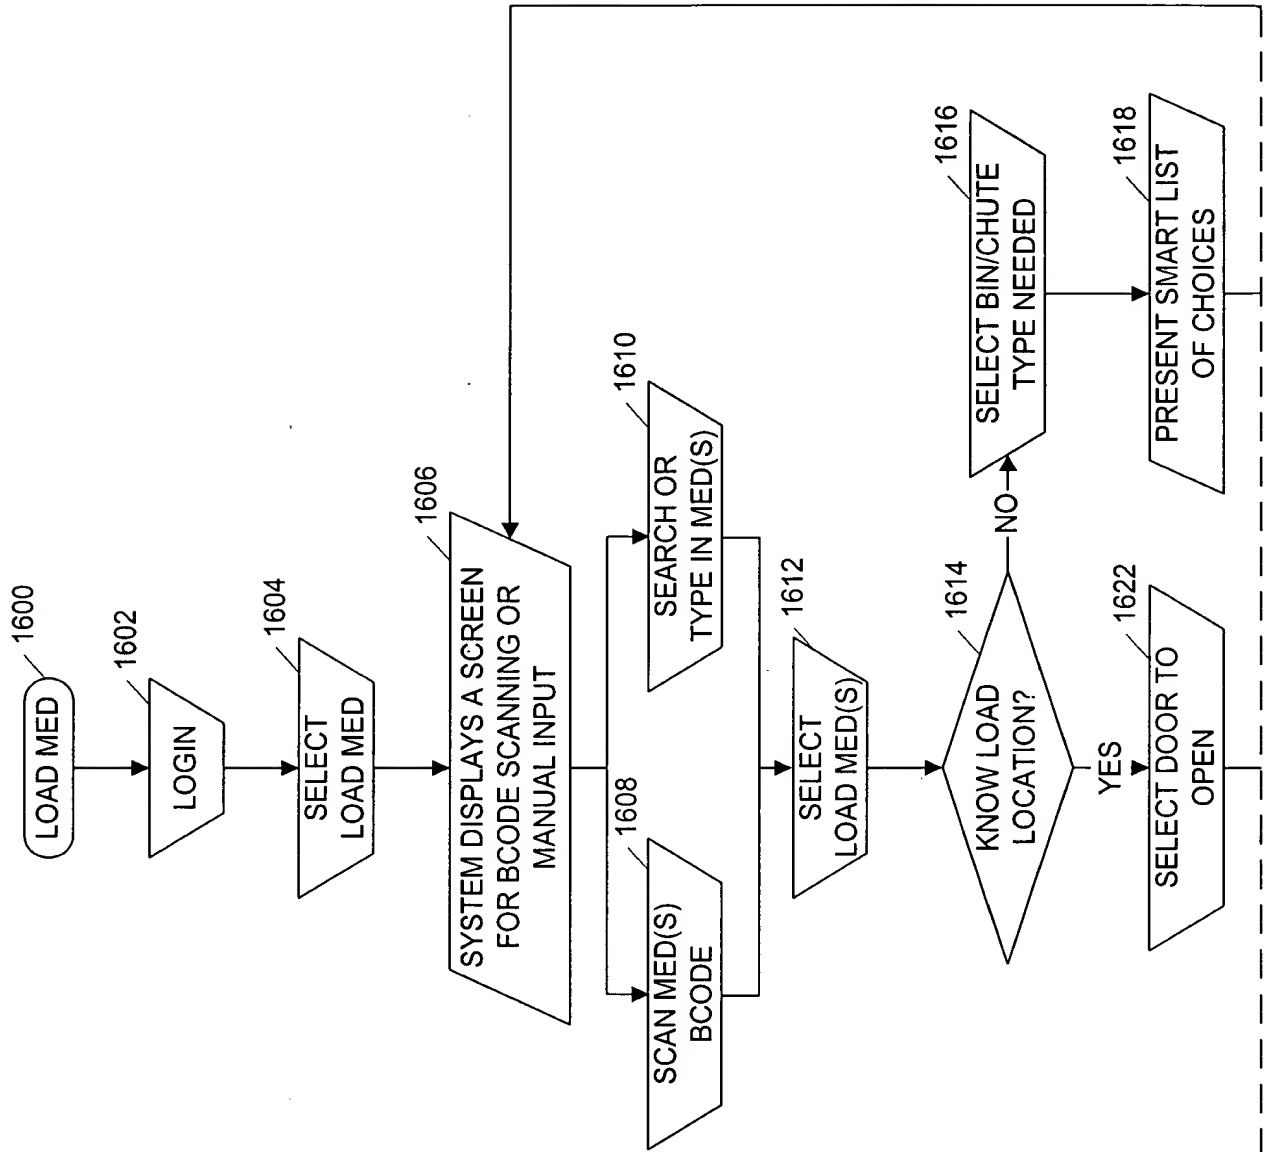 1600
LOAD MED
1602
LOGIN
1604
SELECT
LOAD MED
1606
SYSTEM DISPLAYS A SCREEN
FOR BCODE SCANNING OR
MANUAL INPUT
1608
SCAN MED(S)
BCODE
1610
SEARCH OR
TYPE IN MED(S)
1612
SELECT
LOAD MED(S)
1614
KNOW LOAD
LOCATION?
NO
1616
SELECT BIN/CHUTE
TYPE NEEDED
1618
PRESENT SMART LIST
OF CHOICES
YES
1622
SELECT DOOR TO
OPEN